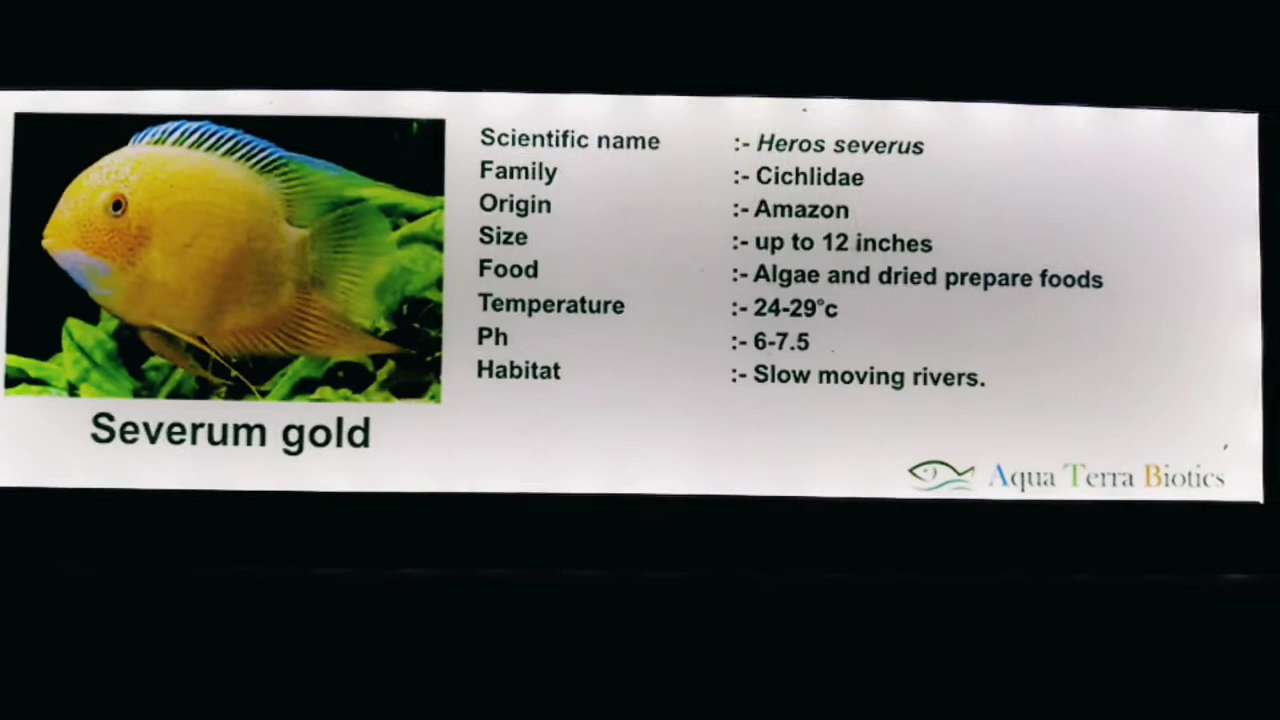 Scientific name :- Heros severus
Family :- Cichlidae
Origin :- Amazon
Size :- up to 12 inches
Food :- Algae and dried prepare foods
Temperature :- 24-29°c
Ph :- 6-7.5
Habitat :- Slow moving rivers.
Severum gold
Aqua Terra Biotics